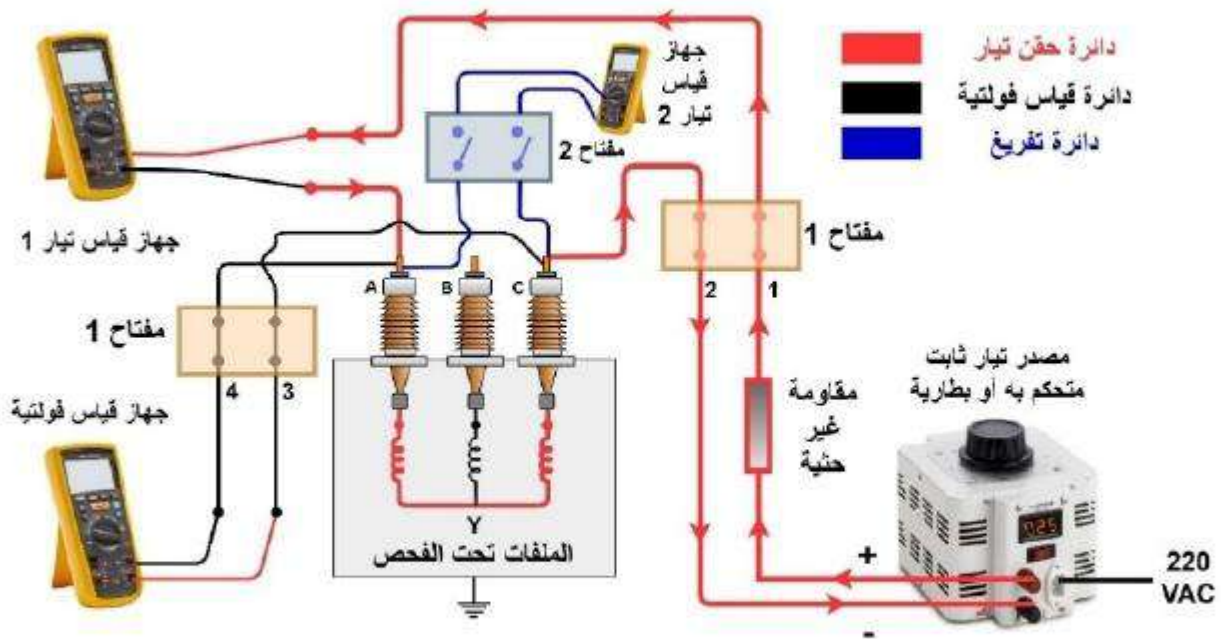 جهاز
قياس
تيار 2
دائرة حقن تيار
دائرة قياس فولتية
دائرة تفريغ
مفتاح 2
جهاز قياس تيار 1
مفتاح 1
2
1
A
B
C
مفتاح 1
4
3
جهاز قياس فولتية
مقاومة
غير
حثية
مصدر تيار ثابت
متحكم به أو بطارية
025
Y
الملفات تحت الفحص
+
-
220
VAC